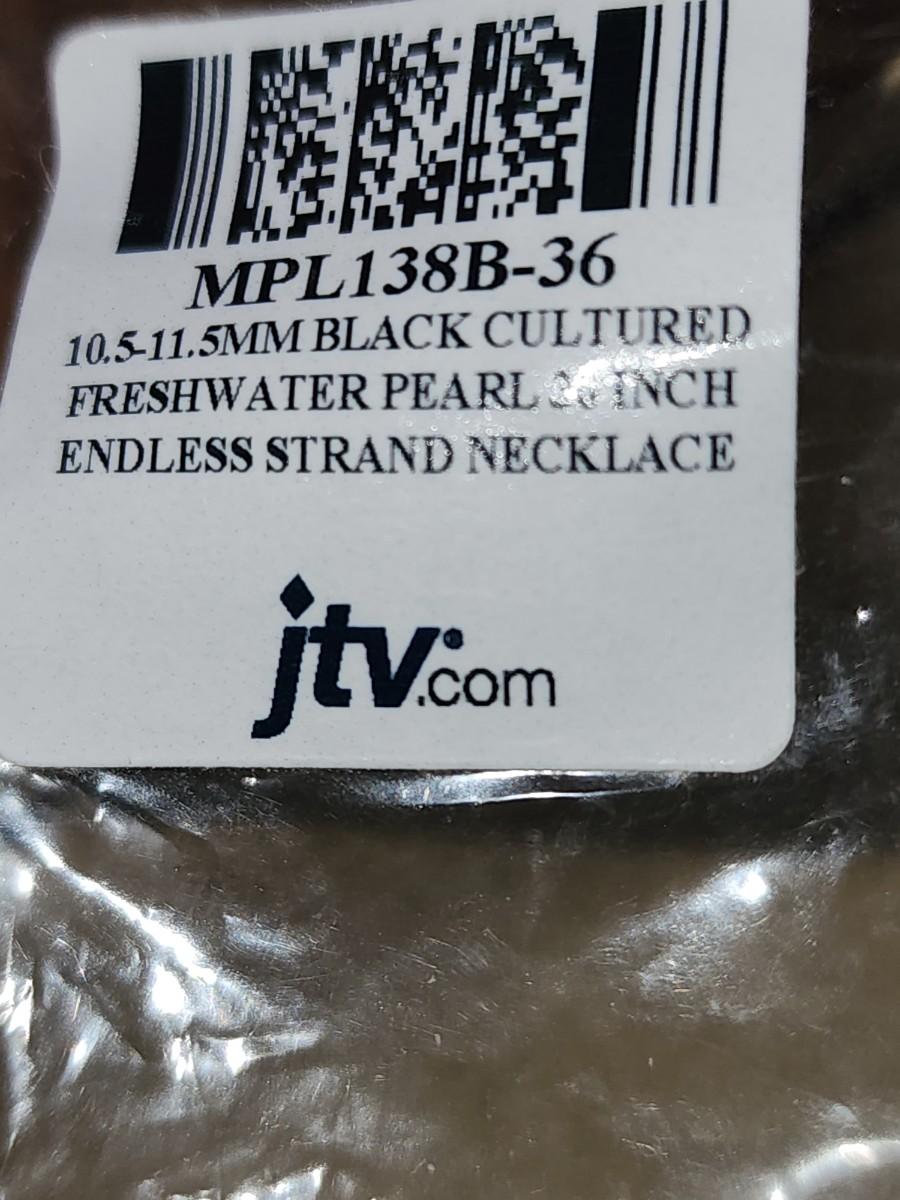 MPL138B-36
10.5-11.5MM BLACK CULTURED
FRESHWATER PEARL INCH
ENDLESS STRAND NECKLACE
jtv®.com